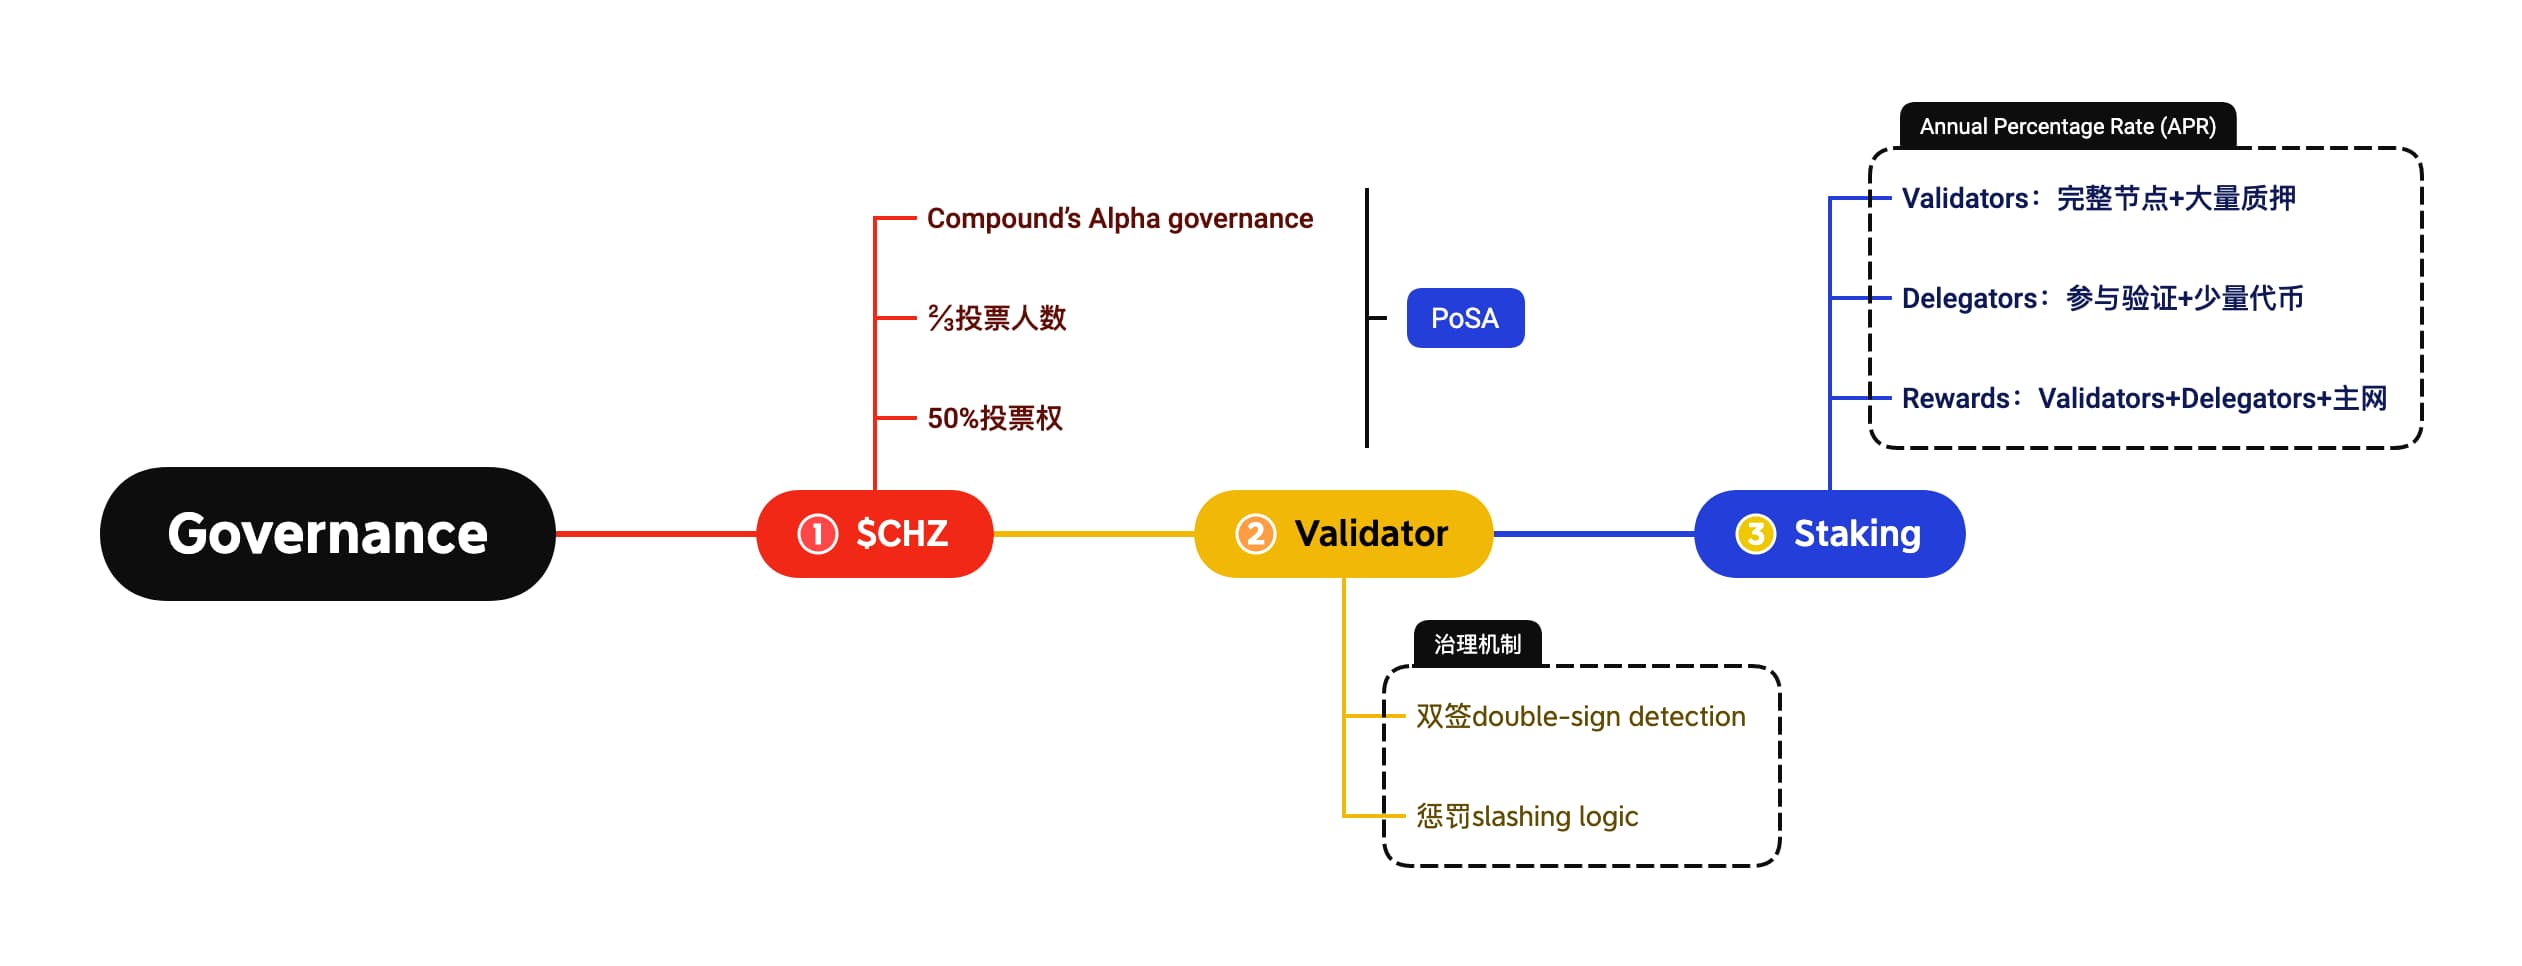 Governance
① $CHZ
Compound’s Alpha governance
⅔投票人数
50%投票权
PoSA
② Validator
治理机制
双签double-sign detection
惩罚slashing logic
③ Staking
Annual Percentage Rate (APR)
Validators：完整节点+大量质押
Delegators：参与验证+少量代币
Rewards：Validators+Delegators+主网